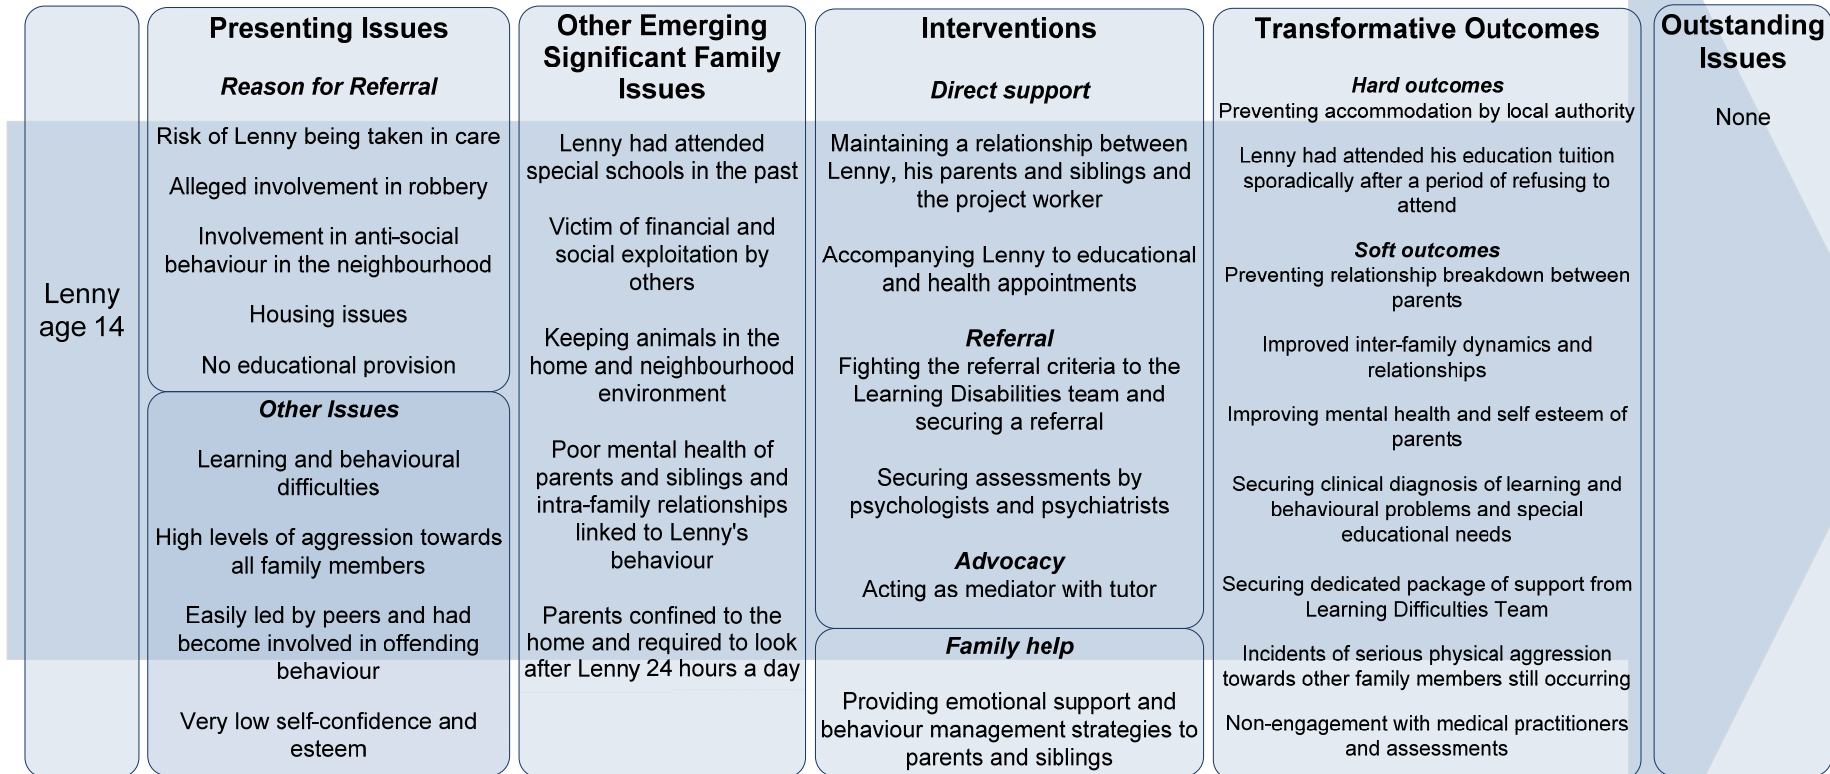 Lenny
age 14
Presenting Issues
Reason for Referral
Risk of Lenny being taken in care
Alleged involvement in robbery
Involvement in anti-social
behaviour in the neighbourhood
Housing issues
No educational provision
Other Issues
Learning and behavioural
difficulties
High levels of aggression towards
all family members
Easily led by peers and had
become involved in offending
behaviour
Very low self-confidence and
esteem
Other Emerging
Significant Family
Issues
Lenny had attended
special schools in the past
Victim of financial and
social exploitation by
others
Keeping animals in the
home and neighbourhood
environment
Poor mental health of
parents and siblings and
intra-family relationships
linked to Lenny's
behaviour
Parents confined to the
home and required to look
after Lenny 24 hours a day
Interventions
Direct support
Maintaining a relationship between
Lenny, his parents and siblings and
the project worker
Accompanying Lenny to educational
and health appointments
Referral
Fighting the referral criteria to the
Learning Disabilities team and
securing a referral
Securing assessments by
psychologists and psychiatrists
Advocacy
Acting as mediator with tutor
Family help
Providing emotional support and
behaviour management strategies to
parents and siblings
Transformative Outcomes
Hard outcomes
Preventing accommodation by local authority
Lenny had attended his education tuition
sporadically after a period of refusing to
attend
Soft outcomes
Preventing relationship breakdown between
parents
Improved inter-family dynamics and
relationships
Improving mental health and self esteem of
parents
Securing clinical diagnosis of learning and
behavioural problems and special
educational needs
Securing dedicated package of support from
Learning Difficulties Team
Incidents of serious physical aggression
towards other family members still occurring
Non-engagement with medical practitioners
and assessments
Outstanding
Issues
None